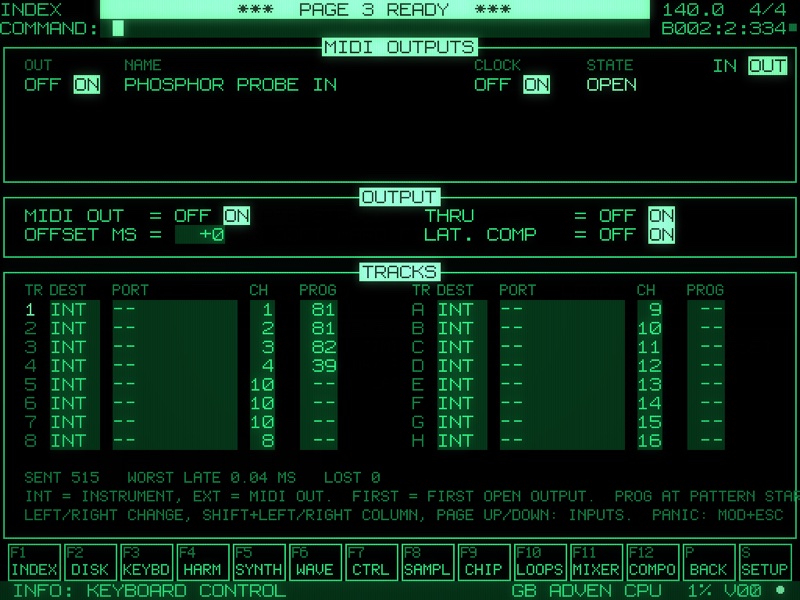 INDEX *** PAGE 3 READY *** 140.0 4/4
COMMAND: B002:2:334
MIDI OUTPUTS
OUT NAME CLOCK STATE IN OUT
OFF ON PHOSPHOR PROBE IN OFF ON OPEN
OUTPUT
MIDI OUT = OFF ON THRU = OFF ON
OFFSET MS = +0 LAT. COMP = OFF ON
TRACKS
TR DEST PORT CH PROG TR DEST PORT CH PROG
1 INT -- 1 81 A INT -- 9 --
2 INT -- 2 81 B INT -- 10 --
3 INT -- 3 82 C INT -- 11 --
4 INT -- 4 39 D INT -- 12 --
5 INT -- 10 -- E INT -- 13 --
6 INT -- 10 -- F INT -- 14 --
7 INT -- 10 -- G INT -- 15 --
8 INT -- 8 -- H INT -- 16 --
SENT 515 WORST LATE 0.04 MS LOST 0
INT = INSTRUMENT, EXT = MIDI OUT. FIRST = FIRST OPEN OUTPUT. PROG AT PATTERN STAR
LEFT/RIGHT CHANGE, SHIFT+LEFT/RIGHT COLUMN, PAGE UP/DOWN: INPUTS. PANIC: MOD+ESC
F1 F2 F3 F4 F5 F6 F7 F8 F9 F10 F11 F12 P S
INDEX DISK KEYBD HARM SYNTH WAVE CTRL SAMPL CHIP LOOPS MIXER COMPO BACK SETUP
INFO: KEYBOARD CONTROL GB ADVEN CPU 1% V00